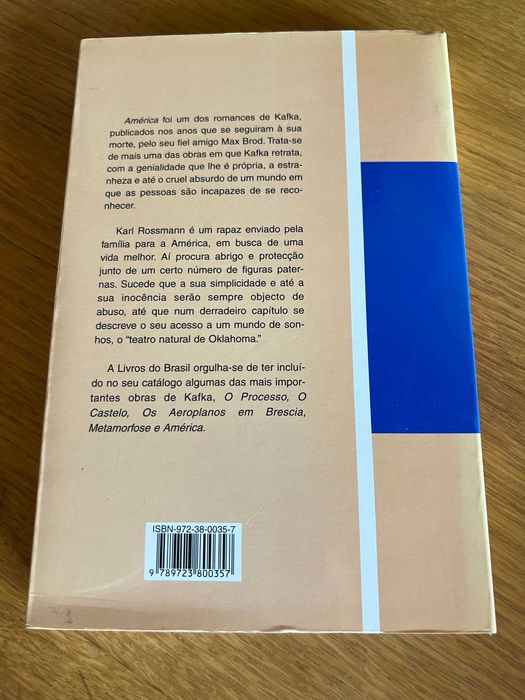 América foi um dos romances de Kafka,
publicados nos anos que se seguiram à sua
morte, pelo seu fiel amigo Max Brod. Trata-se
de mais uma das obras em que Kafka retrata,
com a genialidade que lhe é própria, a estra-
nheza e até o cruel absurdo de um mundo em
que as pessoas são incapazes de se reco-
nhecer.
Karl Rossmann é um rapaz enviado pela
família para a América, em busca de uma
vida melhor. Aí procura abrigo e protecção
junto de um certo número de figuras pater-
nas. Sucede que a sua simplicidade e até a
sua inocência serão sempre objecto de
abuso, até que num derradeiro capítulo se
descreve o seu acesso a um mundo de son-
hos, o “teatro natural de Oklahoma.”
A Livros do Brasil orgulha-se de ter incluí-
do no seu catálogo algumas das mais impor-
tantes obras de Kafka, O Processo, O
Castelo, Os Aeroplanos em Brescia,
Metamorfose e América.
ISBN-972-38-0035-7
9 789723 800357